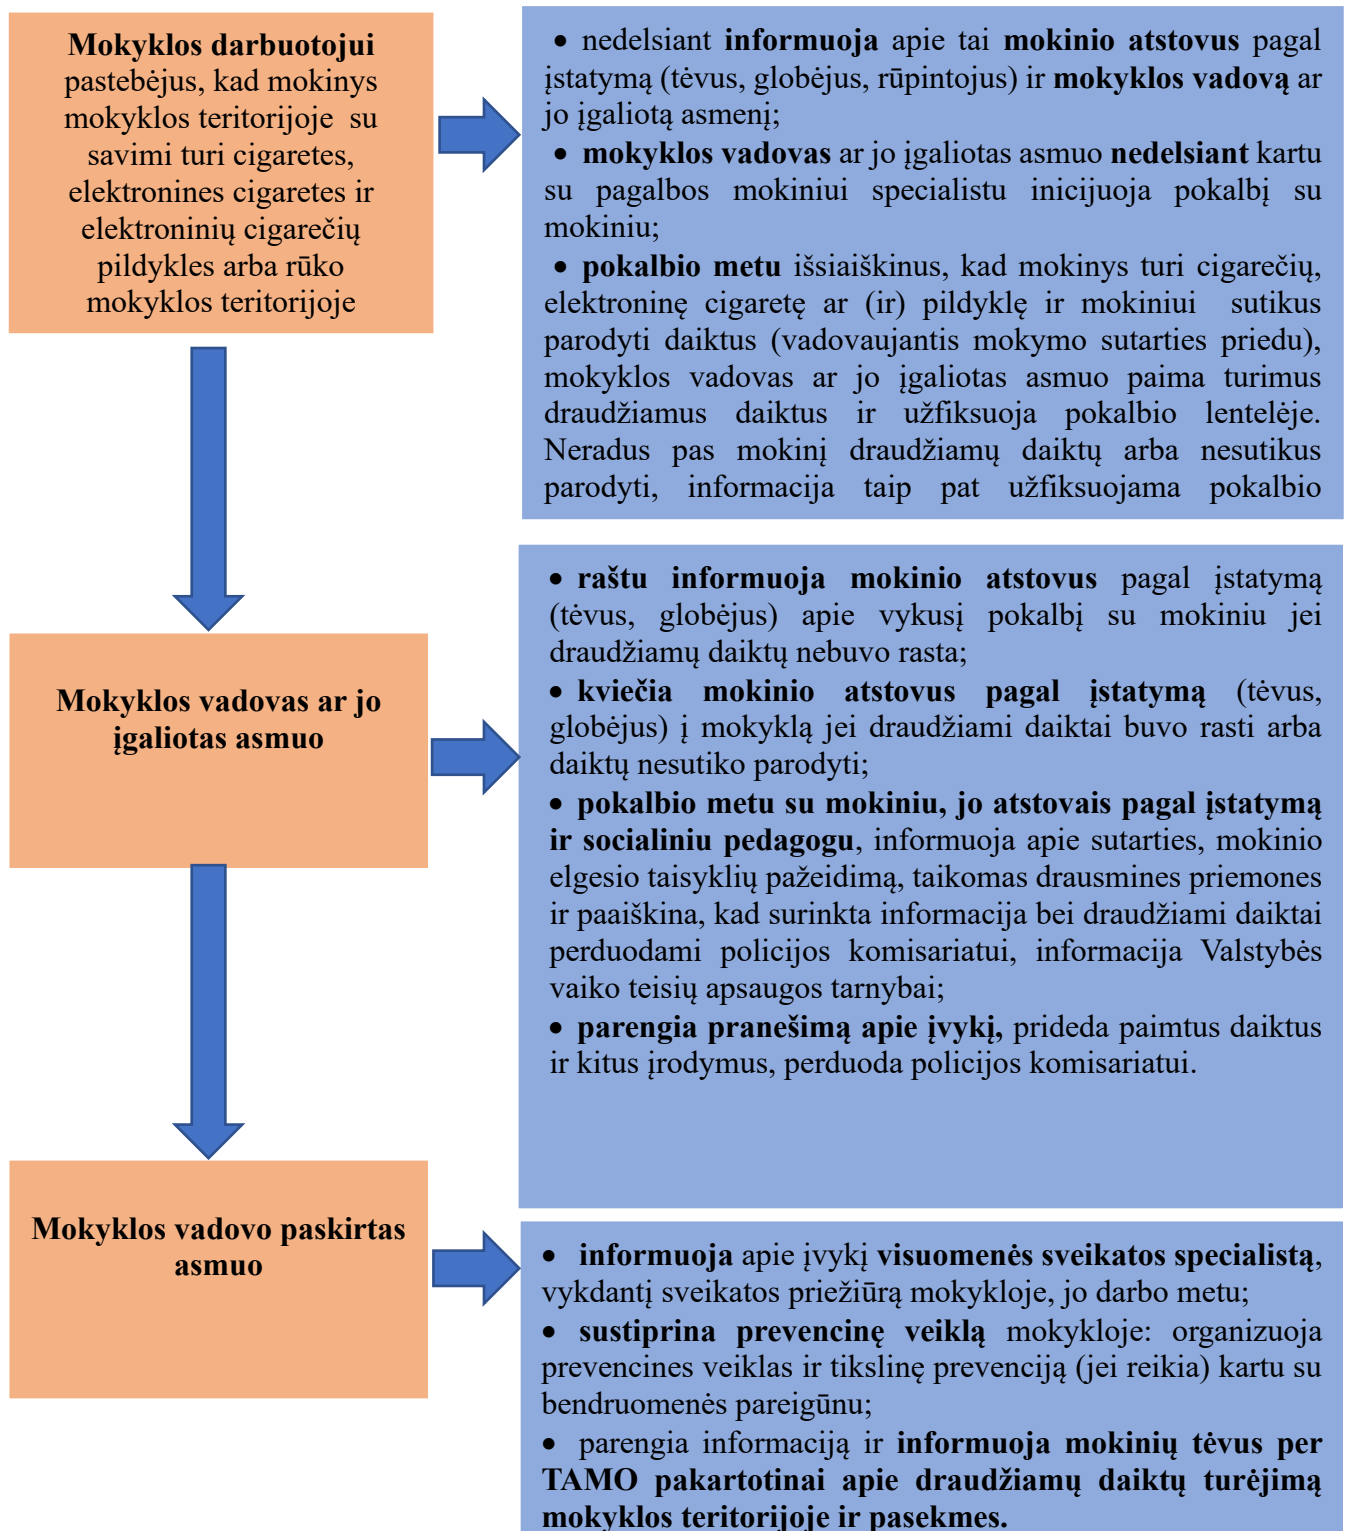 Mokyklos darbuotojui
pastebėjus, kad mokinys
mokyklos teritorijoje su
savimi turi cigaretes,
elektronines cigaretes ir
elektroninių cigarečių
pildykles arba rūko
mokyklos teritorijoje
• nedelsiant informuoja apie tai mokinio atstovus pagal
įstatymą (tėvus, globėjus, rūpintojus) ir mokyklos vadovą ar
jo įgaliotą asmenį;
• mokyklos vadovas ar jo įgaliotas asmuo nedelsiant kartu
su pagalbos mokiniui specialistu inicijuoja pokalbį su
mokiniu;
• pokalbio metu išsiaiškinus, kad mokinys turi cigarečių,
elektroninę cigaretę ar (ir) pildyklę ir mokiniui sutikus
parodyti daiktus (vadovaujantis mokymo sutarties priedu),
mokyklos vadovas ar jo įgaliotas asmuo paima turimus
draudžiamus daiktus ir užfiksuoja pokalbio lentelėje.
Neradus pas mokinį draudžiamų daiktų arba nesutikus
parodyti, informacija taip pat užfiksuojama pokalbio
Mokyklos vadovas ar jo
įgaliotas asmuo
• raštu informuoja mokinio atstovus pagal įstatymą
(tėvus, globėjus) apie vykusį pokalbį su mokiniu jei
draudžiamų daiktų nebuvo rasta;
• kviečia mokinio atstovus pagal įstatymą (tėvus,
globėjus) į mokyklą jei draudžiami daiktai buvo rasti arba
daiktų nesutiko parodyti;
• pokalbio metu su mokiniu, jo atstovais pagal įstatymą
ir socialiniu pedagogu, informuoja apie sutarties, mokinio
elgesio taisyklių pažeidimą, taikomas drausmines priemones
ir paaiškina, kad surinkta informacija bei draudžiami daiktai
perduodami policijos komisariatui, informacija Valstybės
vaiko teisių apsaugos tarnybai;
• parengia pranešimą apie įvykį, prideda paimtus daiktus
ir kitus įrodymus, perduoda policijos komisariatui.
Mokyklos vadovo paskirtas
asmuo
• informuoja apie įvykį visuomenės sveikatos specialistą,
vykdantį sveikatos priežiūrą mokykloje, jo darbo metu;
• sustiprina prevencinę veiklą mokykloje: organizuoja
prevencines veiklas ir tikslinę prevenciją (jei reikia) kartu su
bendruomenės pareigūnu;
• parengia informaciją ir informuoja mokinių tėvus per
TAMO pakartotinai apie draudžiamų daiktų turėjimą
mokyklos teritorijoje ir pasekmes.